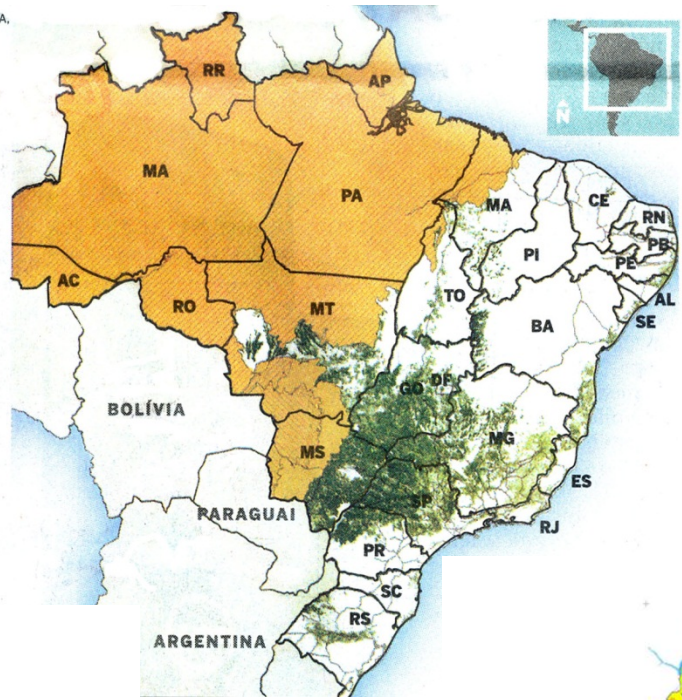 A,
RR
AP
N
MA
PA
MA
CE
RN
PB
PE
PI
AC
RO
MT
TO
AL
SE
BA
BOLÍVIA
GO
DF
MG
MS
ES
SP
PARAGUAI
RJ
PR
SC
RS
ARGENTINA